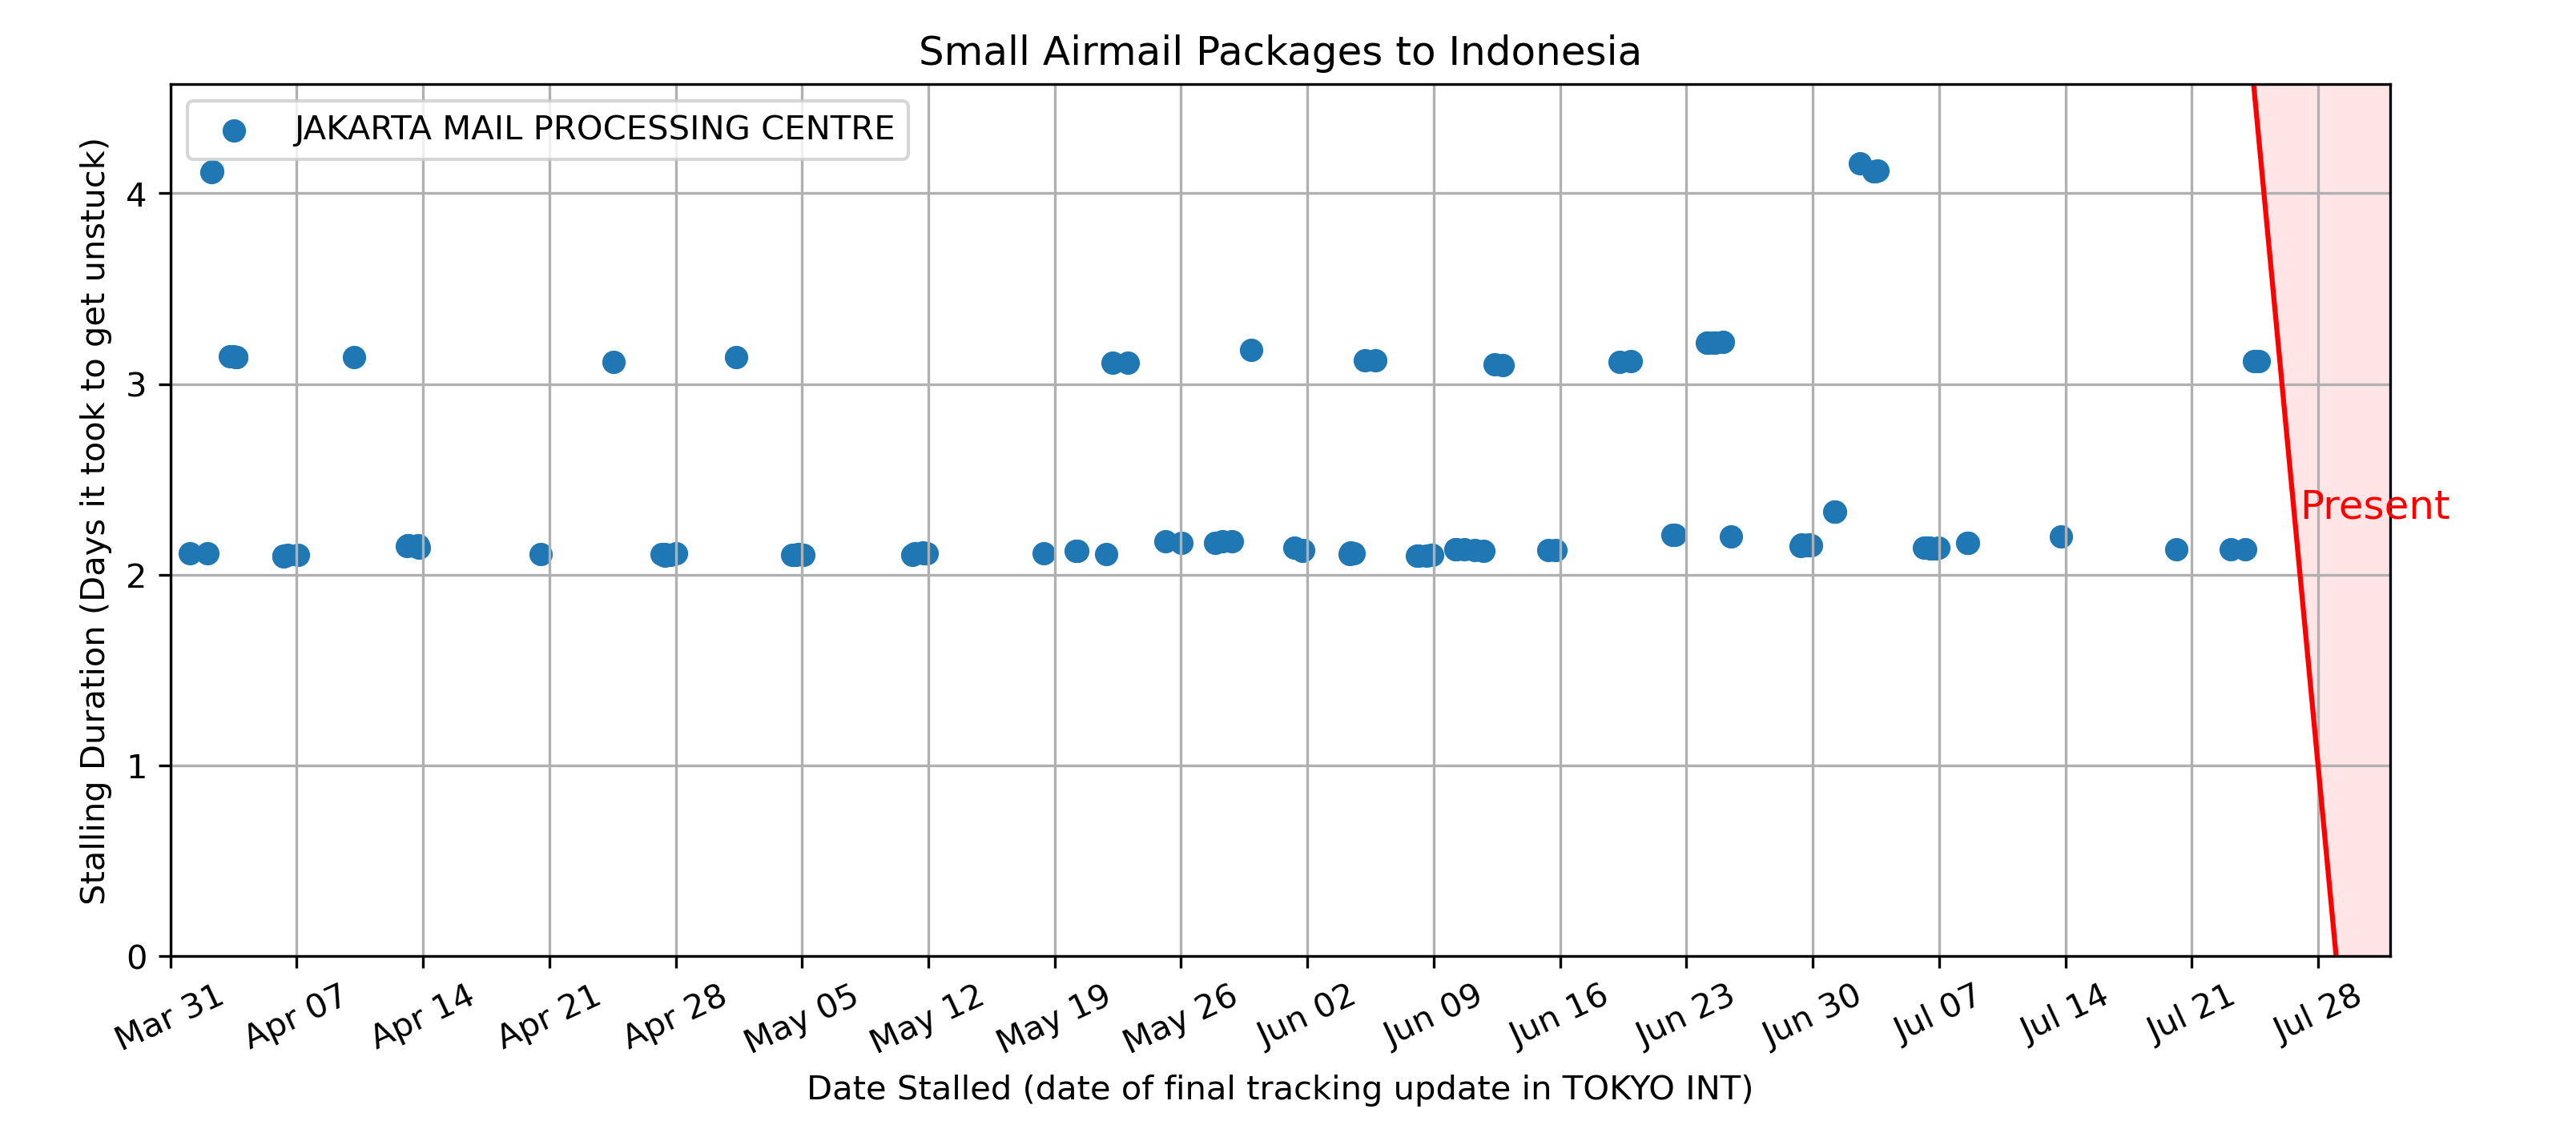 Small Airmail Packages to Indonesia
JAKARTA MAIL PROCESSING CENTRE
Stalling Duration (Days it took to get unstuck)
4
3
2
1
0
Present
Mar 31
Apr 07
Apr 14
Apr 21
Apr 28
May 05
May 12
May 19
May 26
Jun 02
Jun 09
Jun 16
Jun 23
Jun 30
Jul 07
Jul 14
Jul 21
Jul 28
Date Stalled (date of final tracking update in TOKYO INT)